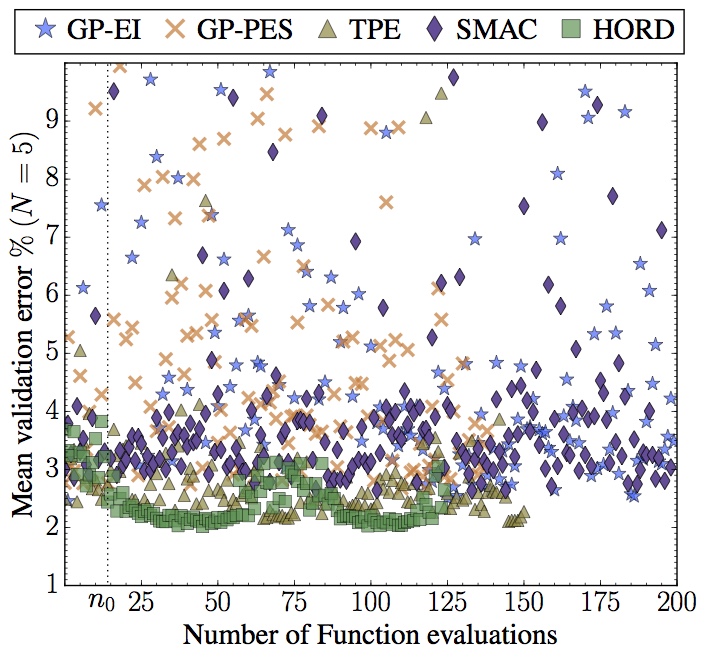 GP-EI GP-PES TPE SMAC HORD
Mean validation error % (N = 5)
9
8
7
6
5
4
3
2
1
n0 25 50 75 100 125 150 175 200
Number of Function evaluations